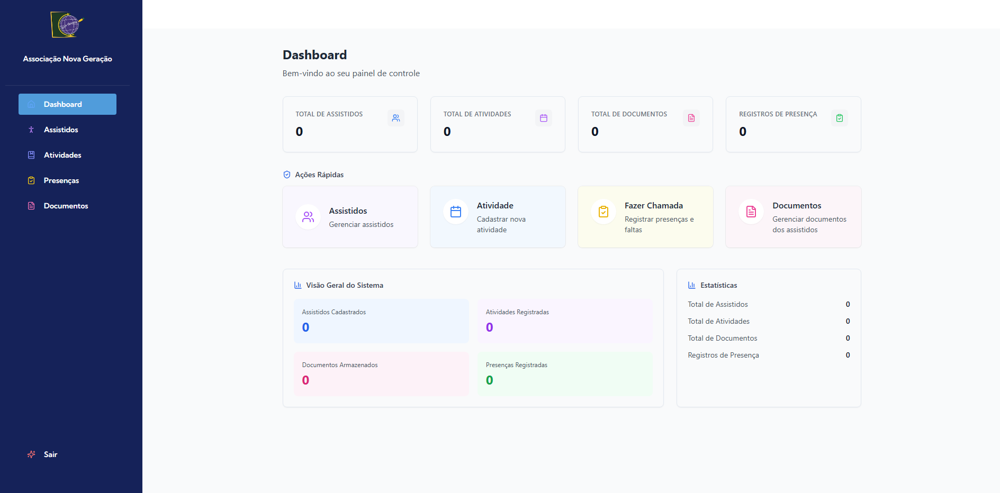 Associação Nova Geração
Dashboard
Assistidos
Atividades
Presenças
Documentos
Sair
Dashboard
Bem-vindo ao seu painel de controle
TOTAL DE ASSISTIDOS
0
TOTAL DE ATIVIDADES
0
TOTAL DE DOCUMENTOS
0
REGISTROS DE PRESENÇA
0
Ações Rápidas
Assistidos
Gerenciar assistidos
Atividade
Cadastrar nova
atividade
Fazer Chamada
Registrar presenças e
faltas
Documentos
Gerenciar documentos
dos assistidos
Visão Geral do Sistema
Assistidos Cadastrados
0
Atividades Registradas
0
Documentos Armazenados
0
Presenças Registradas
0
Estatísticas
Total de Assistidos 0
Total de Atividades 0
Total de Documentos 0
Registros de Presença 0